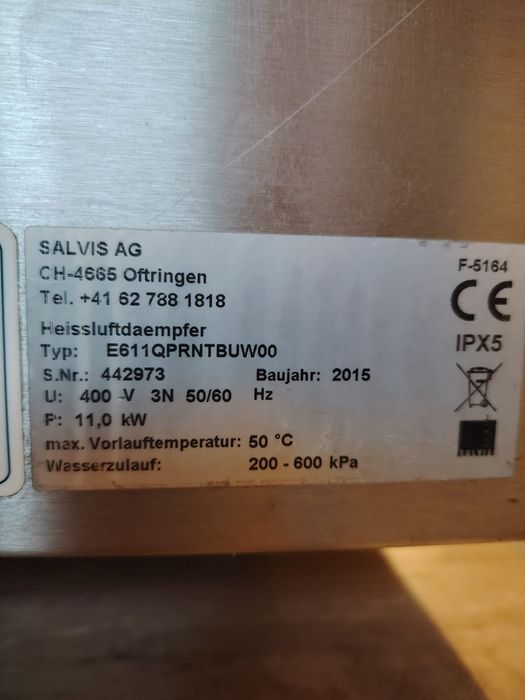 SALVIS AG
CH-4665 Oftringen
Tel. +41 62 788 1818
F-5164
CE
Heissluftdaempfer
IPX5
Typ: E611QPRNTBUW00
S.Nr.: 442973 Baujahr: 2015
U: 400 V 3N 50/60 Hz
P: 11,0 kW
max. Vorlauftemperatur: 50 °C
Wasserzulauf: 200 - 600 kPa
SALVIS